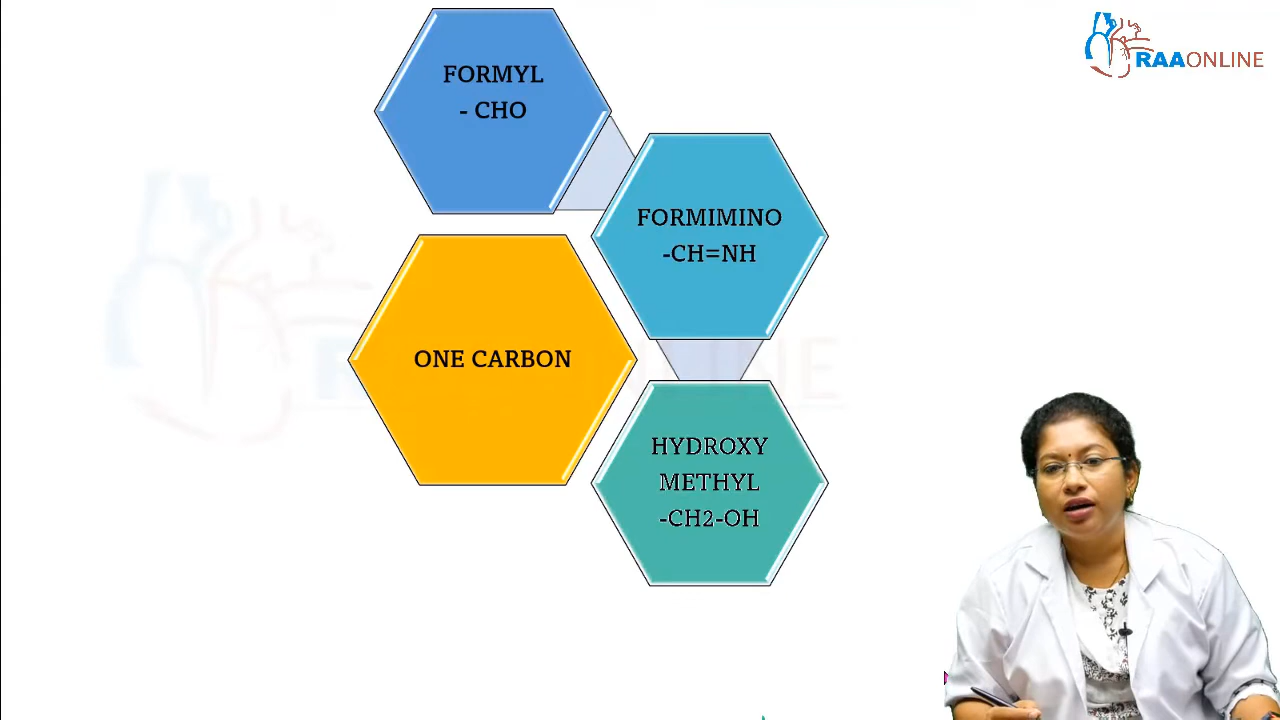 FORMYL
- CHO
RAAONLINE
FORMIMINO
-CH=NH
ONE CARBON
HYDROXY
METHYL
-CH2-OH